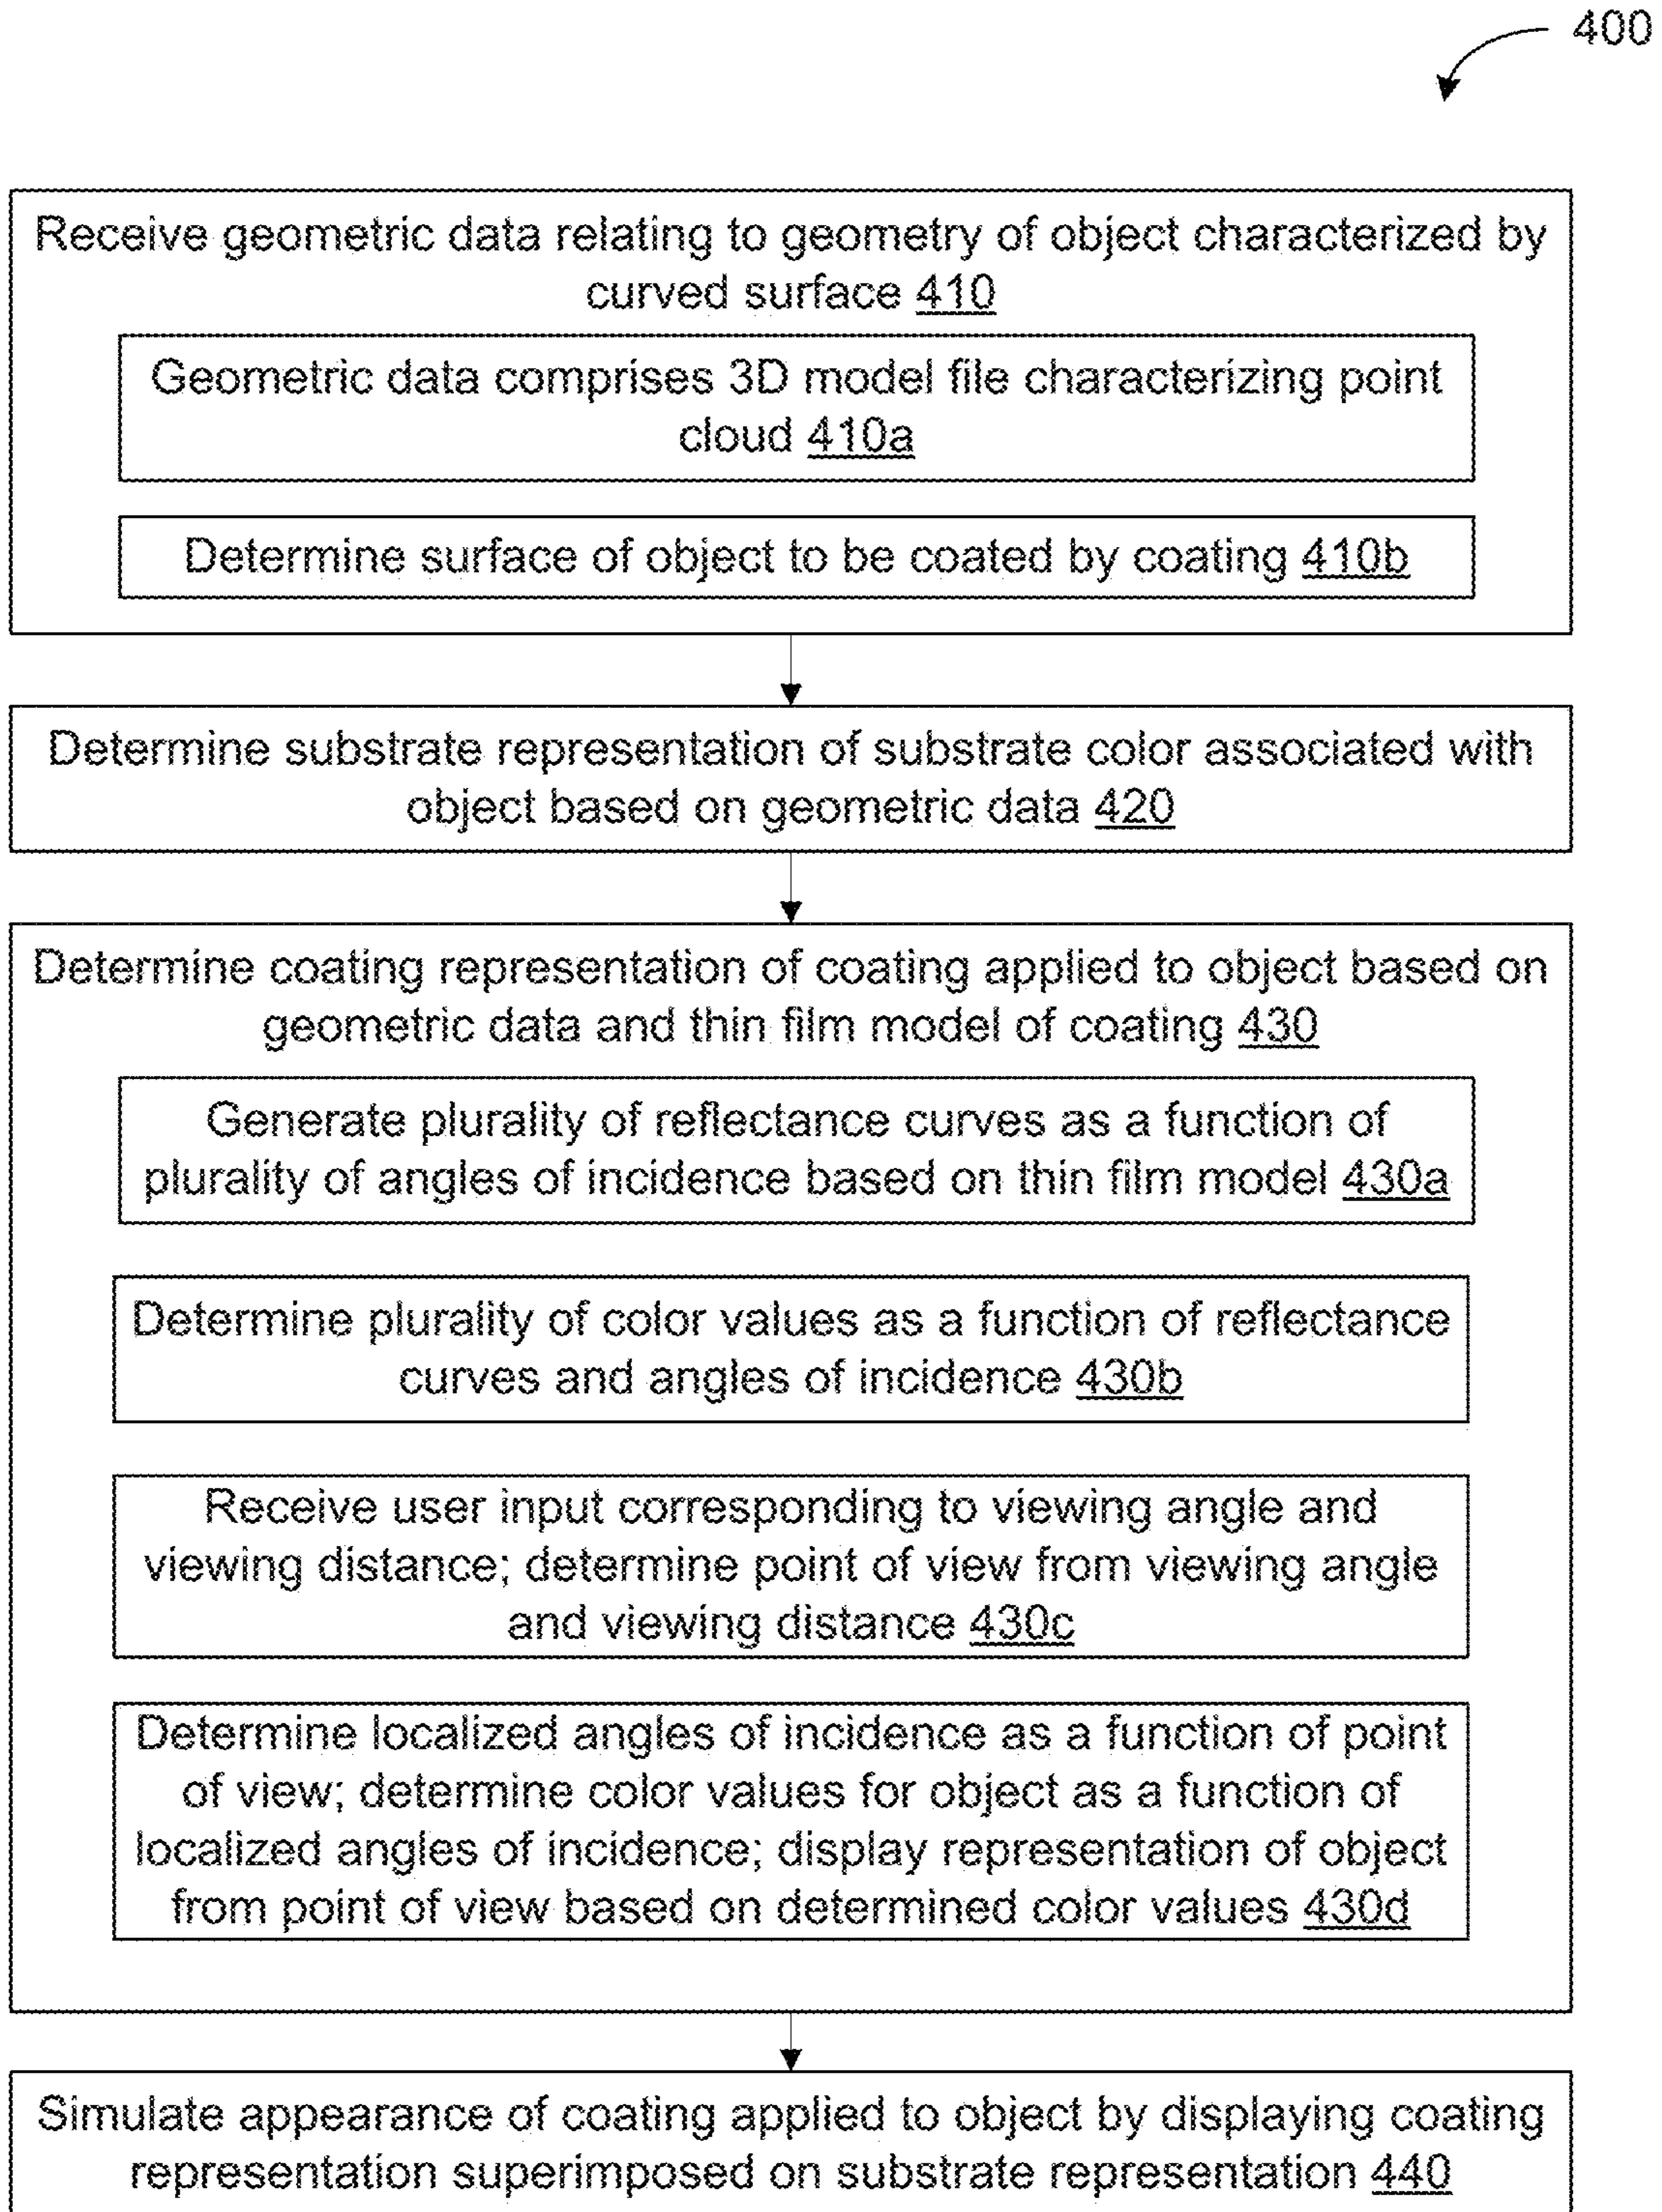 400
Receive geometric data relating to geometry of object characterized by
curved surface 410
Geometric data comprises 3D model file characterizing point
cloud 410a
Determine surface of object to be coated by coating 410b
Determine substrate representation of substrate color associated with
object based on geometric data 420
Determine coating representation of coating applied to object based on
geometric data and thin film model of coating 430
Generate plurality of reflectance curves as a function of
plurality of angles of incidence based on thin film model 430a
Determine plurality of color values as a function of reflectance
curves and angles of incidence 430b
Receive user input corresponding to viewing angle and
viewing distance; determine point of view from viewing angle
and viewing distance 430c
Determine localized angles of incidence as a function of point
of view; determine color values for object as a function of
localized angles of incidence; display representation of object
from point of view based on determined color values 430d
Simulate appearance of coating applied to object by displaying coating
representation superimposed on substrate representation 440